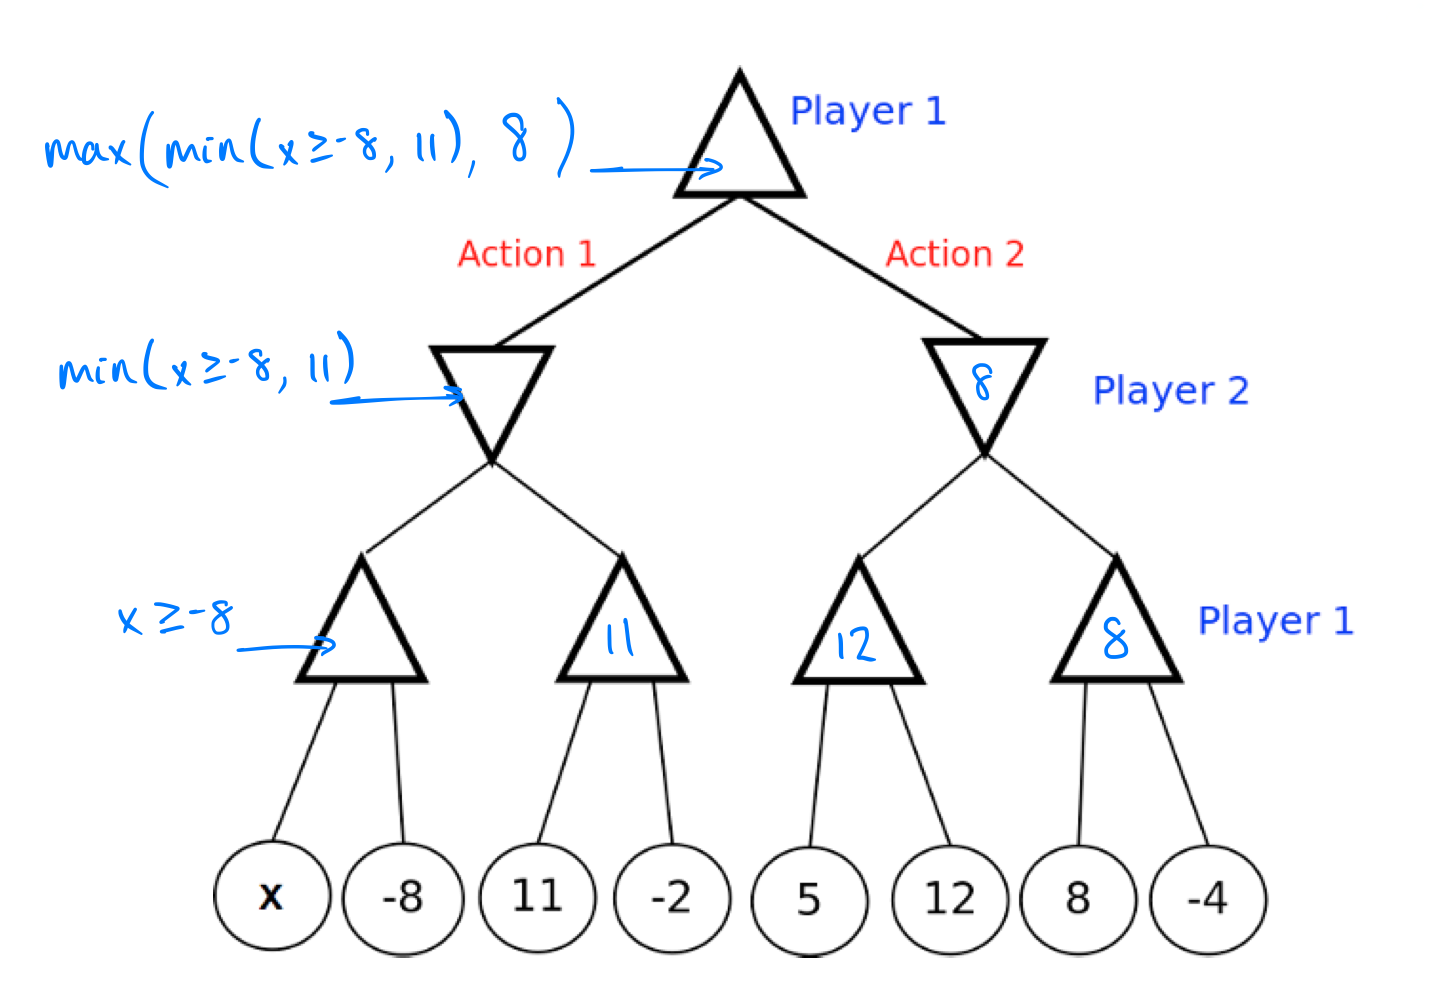 Player 1
max(min(x≥-8, 11), 8)
Action 1 Action 2
min(x≥-8, 11)
8
Player 2
x≥-8
11
12
8
Player 1
x -8 11 -2 5 12 8 -4